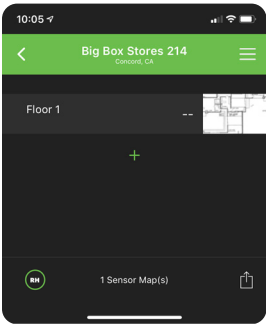 10:05
Big Box Stores 214
Concord, CA
Floor 1
--
+
RH
1 Sensor Map(s)